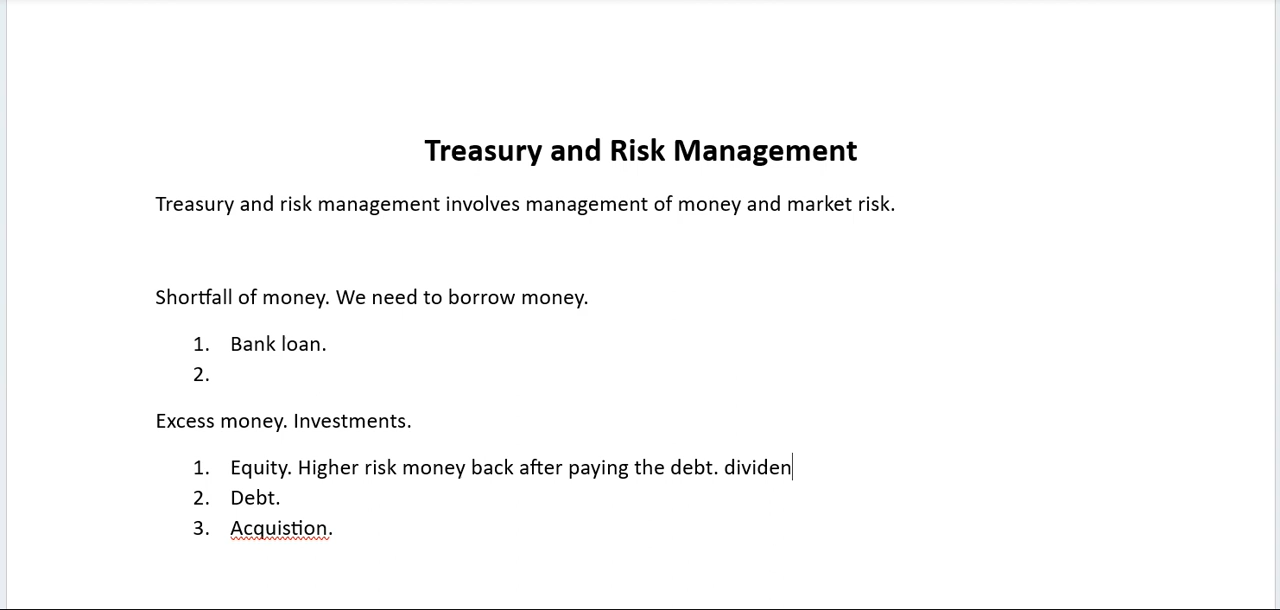 Treasury and Risk Management
Treasury and risk management involves management of money and market risk.
Shortfall of money. We need to borrow money.
1. Bank loan.
2.
Excess money. Investments.
1. Equity. Higher risk money back after paying the debt. dividen
2. Debt.
3. Acquistion.